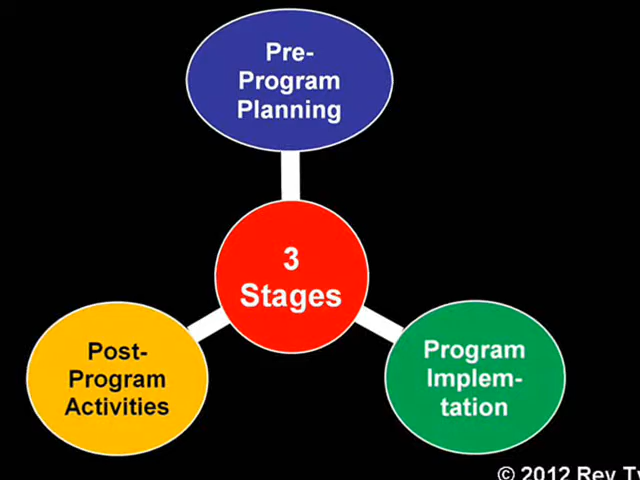 Pre-
Program
Planning
3
Stages
Post-
Program
Activities
Program
Implem-
tation
© 2012 Rev